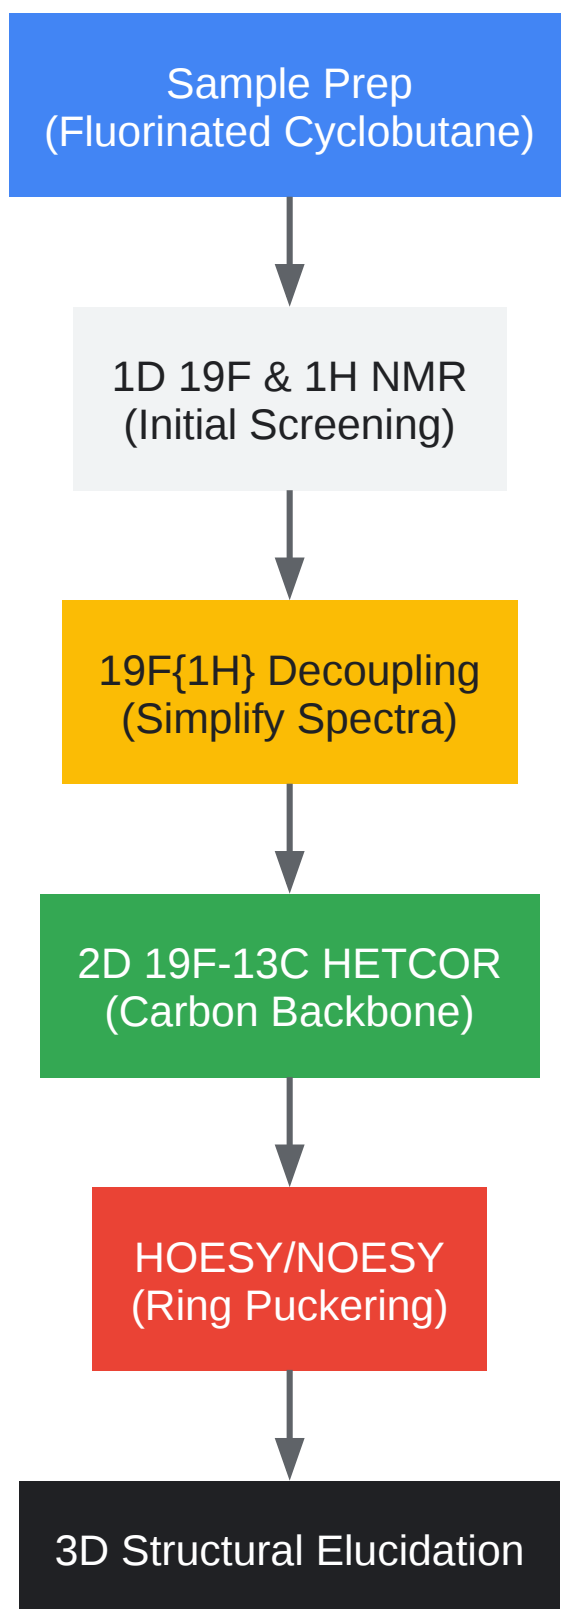 Sample Prep
(Fluorinated Cyclobutane)
1D 19F & 1H NMR
(Initial Screening)
19F{1H} Decoupling
(Simplify Spectra)
2D 19F-13C HETCOR
(Carbon Backbone)
HOESY/NOESY
(Ring Puckering)
3D Structural Elucidation